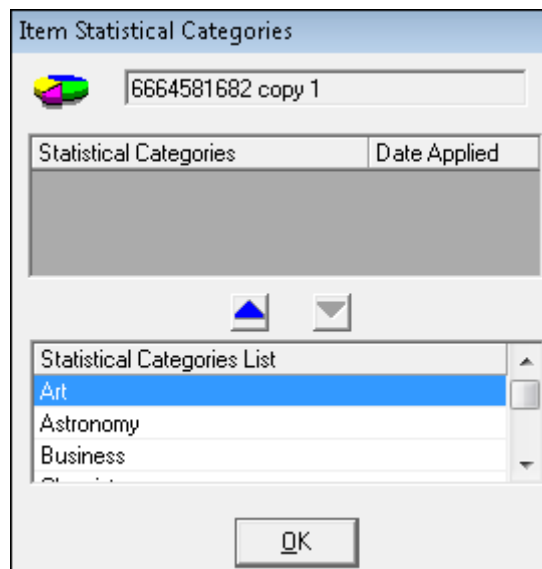 Item Statistical Categories
6664581682 copy 1
Statistical Categories Date Applied
Statistical Categories List
Art
Astronomy
Business
OK